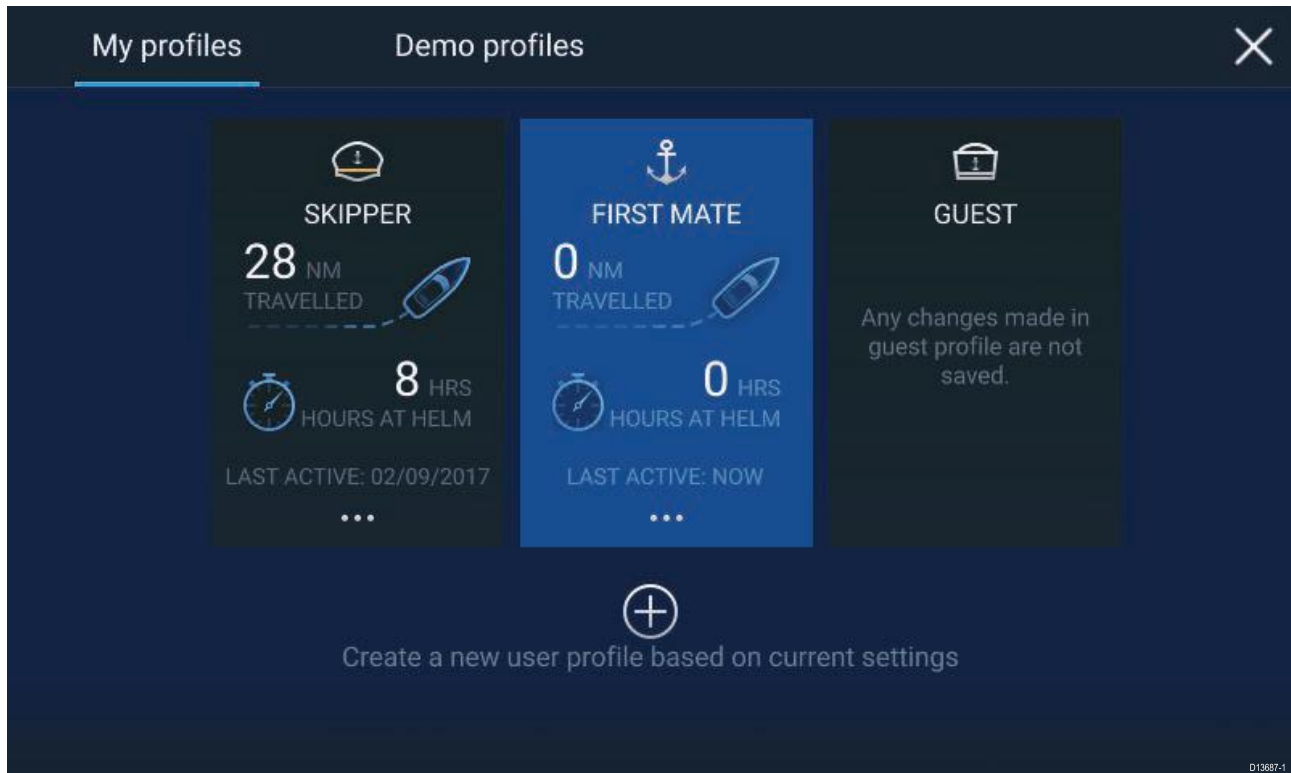 My profiles
Demo profiles
SKIPPER
28 NM
TRAVELLED
8 HRS
HOURS AT HELM
LAST ACTIVE: 02/09/2017
FIRST MATE
0 NM
TRAVELLED
0 HRS
HOURS AT HELM
LAST ACTIVE: NOW
GUEST
Any changes made in
guest profile are not
saved.
Create a new user profile based on current settings
D13687-1